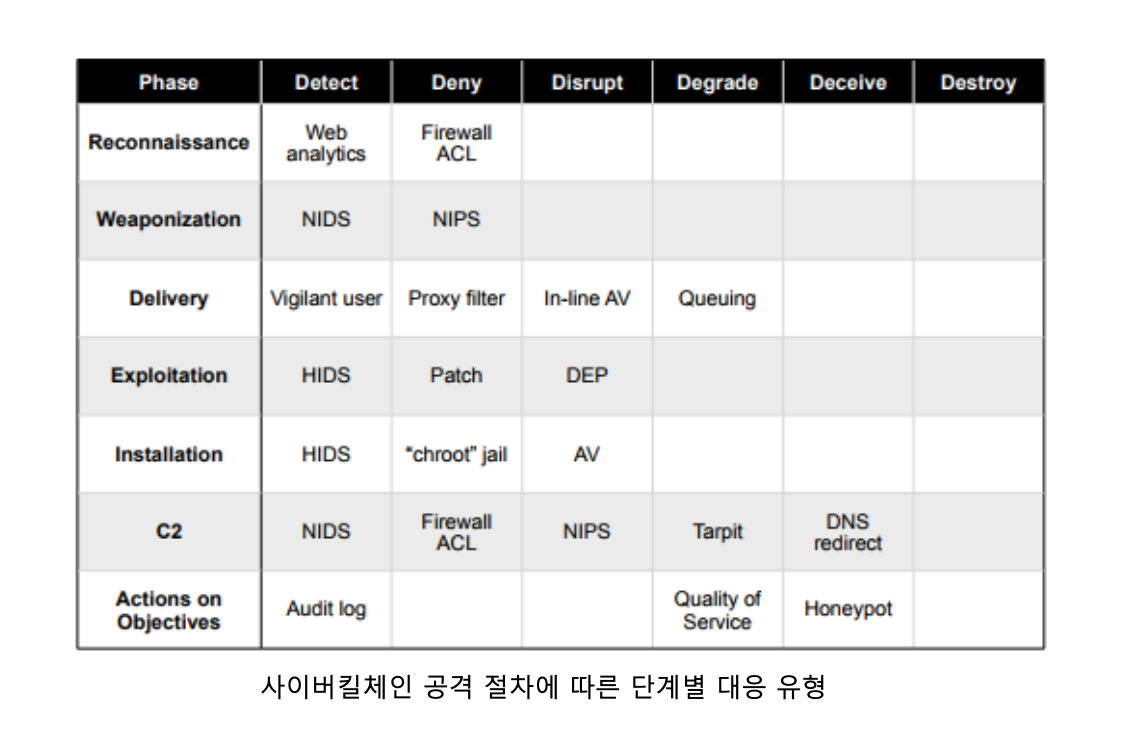 Phase Detect Deny Disrupt Degrade Deceive Destroy
Reconnaissance Web analytics Firewall ACL
Weaponization NIDS NIPS
Delivery Vigilant user Proxy filter In-line AV Queuing
Exploitation HIDS Patch DEP
Installation HIDS “chroot” jail AV
C2 NIDS Firewall ACL NIPS Tarpit DNS redirect
Actions on Objectives Audit log Quality of Service Honeypot
사이버킬체인 공격 절차에 따른 단계별 대응 유형